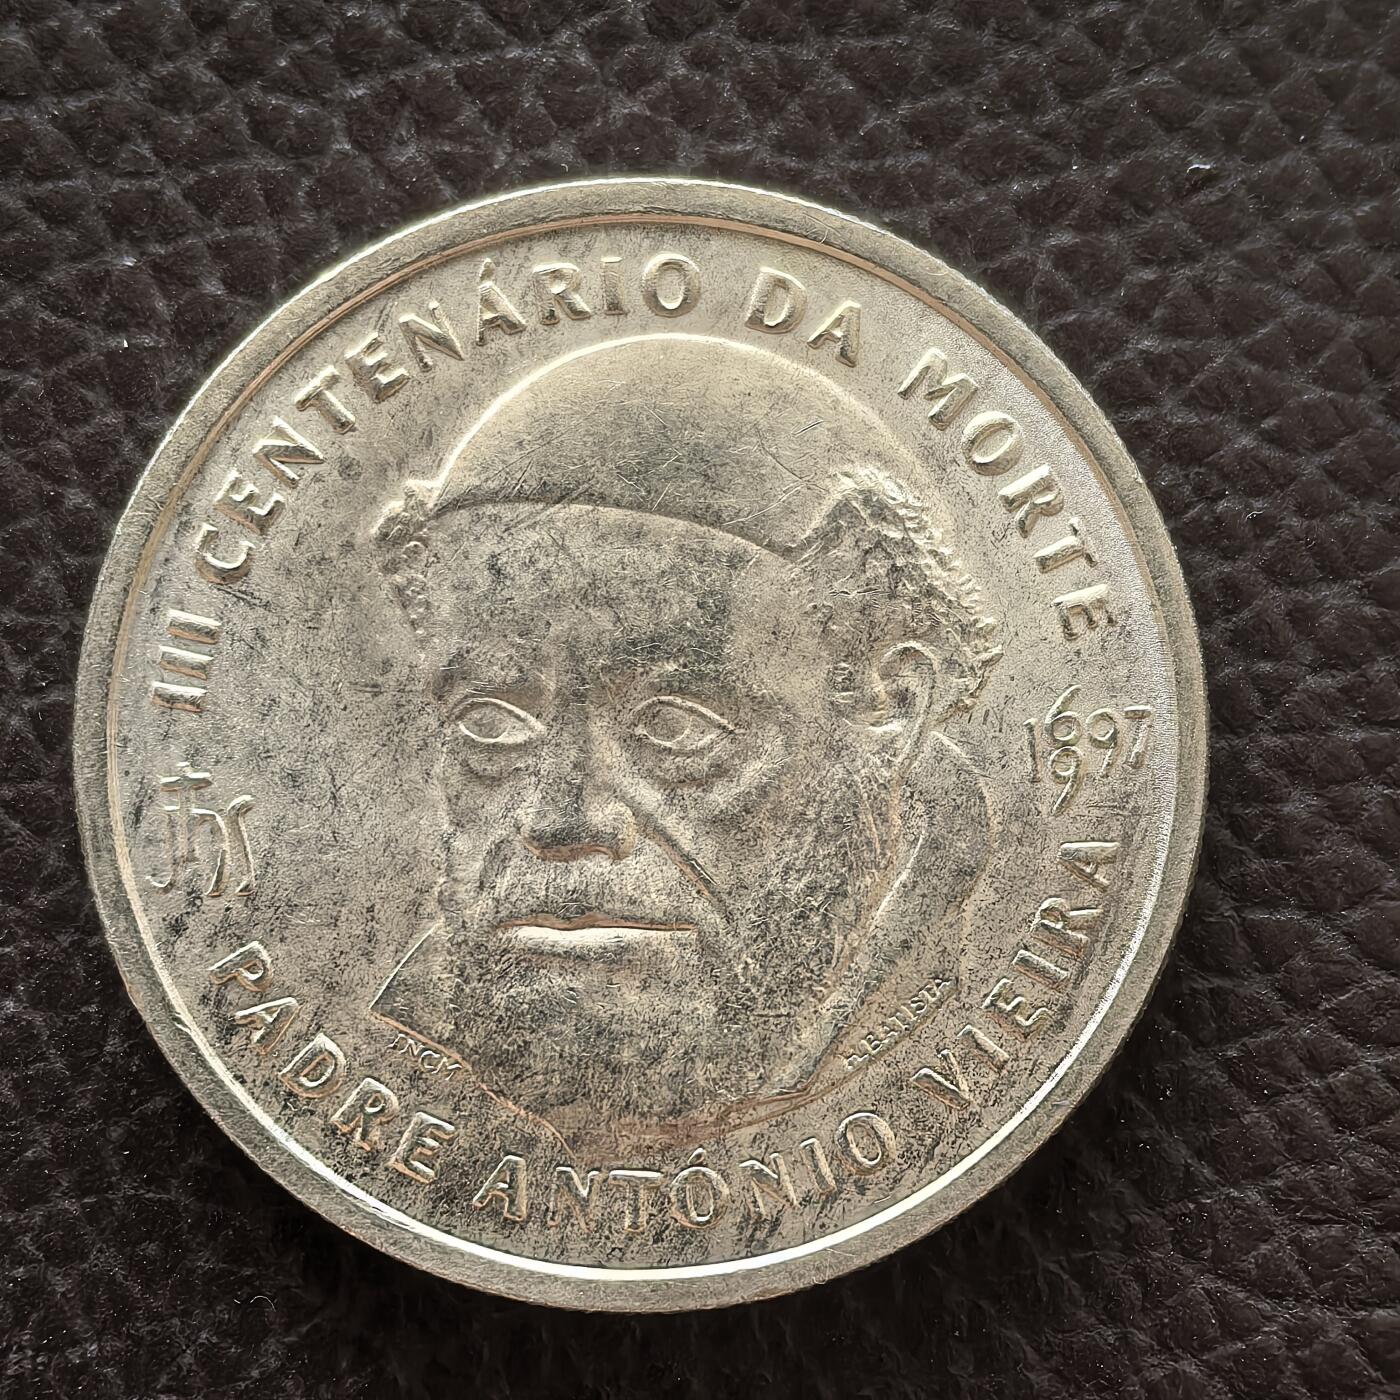 III CENTENÁRIO DA MORTE
1697
1997
PADRE ANTÓNIO VIEIRA
INCM
R. BATISTA